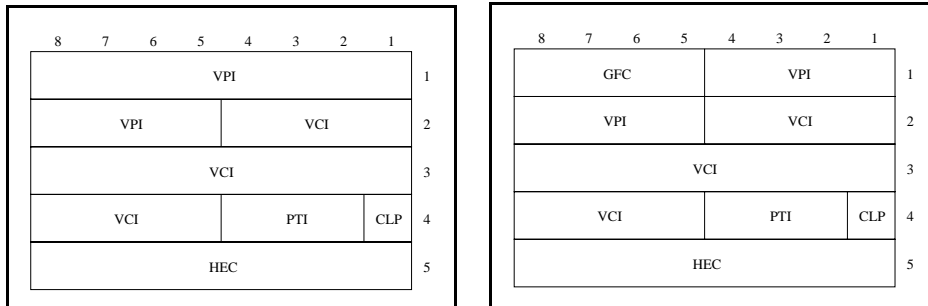 8 7 6 5 4 3 2 1
VPI 1
VPI VCI 2
VCI 3
VCI PTI CLP 4
HEC 5
8 7 6 5 4 3 2 1
GFC VPI 1
VPI VCI 2
VCI 3
VCI PTI CLP 4
HEC 5